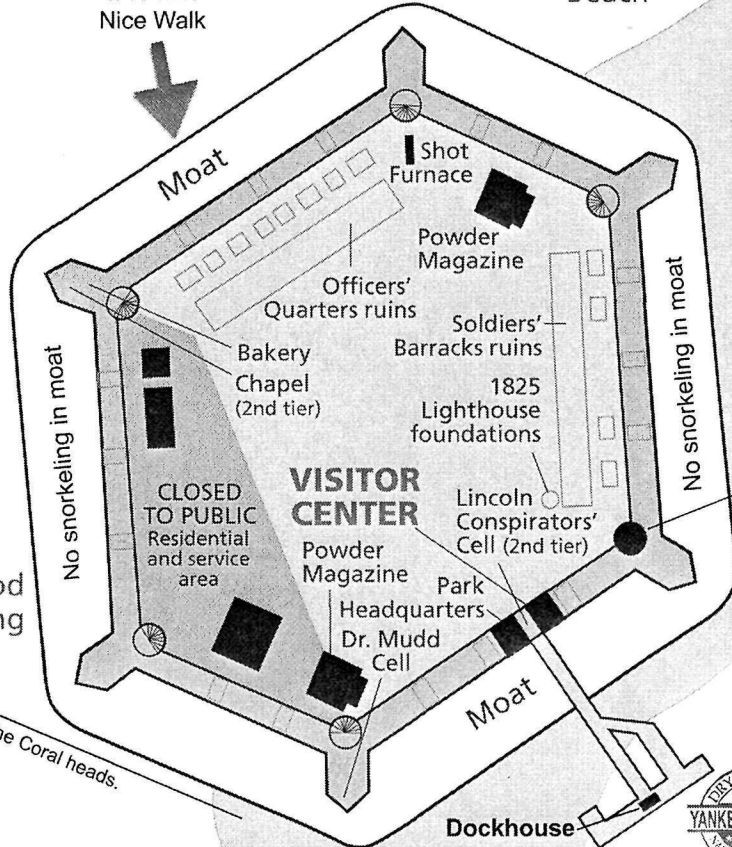 Nice Walk
Moat
Shot
Furnace
Powder
Magazine
Officers'
Quarters ruins
Soldiers'
Barracks ruins
Bakery
Chapel
(2nd tier)
1825
Lighthouse
foundations
No snorkeling in moat
No snorkeling in moat
CLOSED
TO PUBLIC
Residential
and service
area
VISITOR
CENTER
Lincoln
Conspirators'
Cell (2nd tier)
Powder
Magazine
Park
Headquarters
Dr. Mudd
Cell
Moat
Coral heads.
Dockhouse
DRY
YANKE